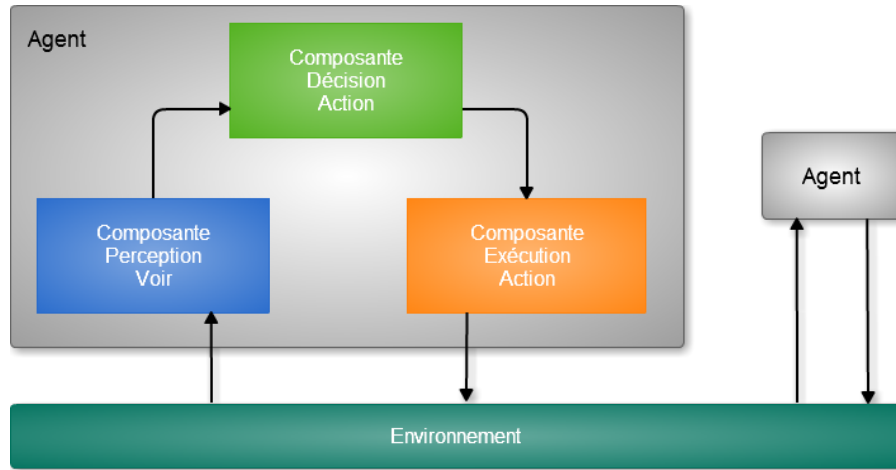 Agent
Composante
Décision
Action
Composante
Perception
Voir
Composante
Exécution
Action
Agent
Environnement